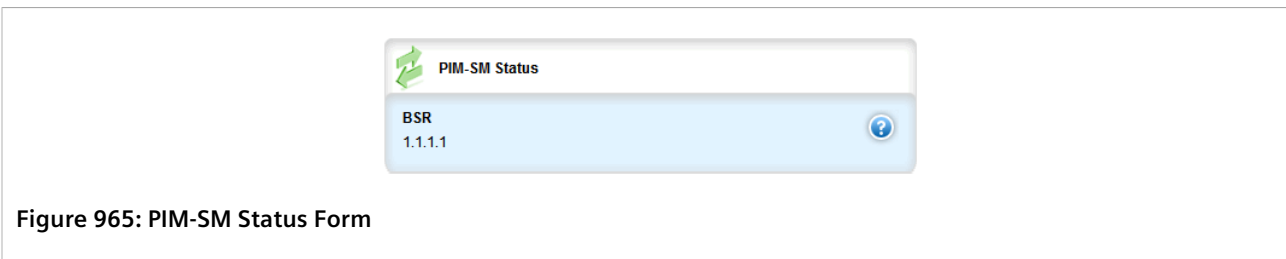 PIM-SM Status
BSR
1.1.1.1
?
Figure 965: PIM-SM Status Form